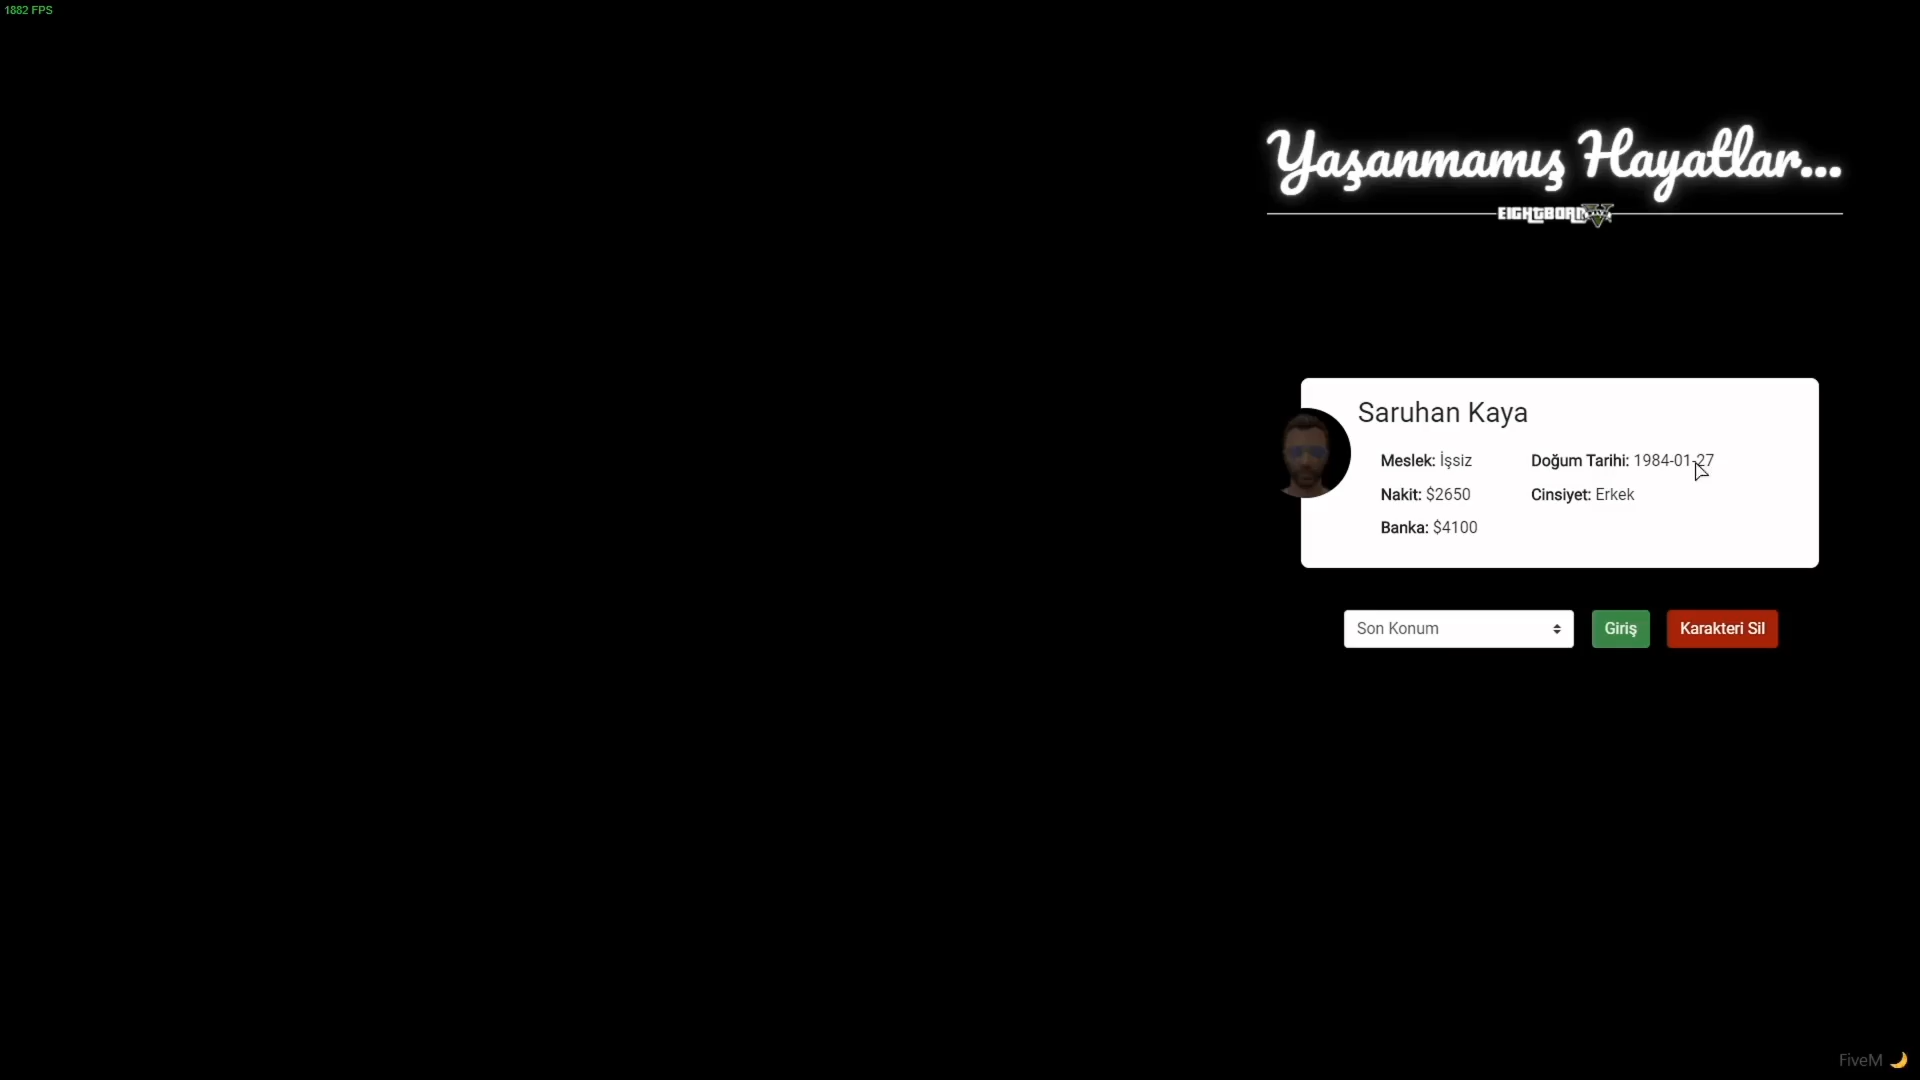 1882 FPS
Yaşanmamış Hayatlar...
EIGHTBORN V
Saruhan Kaya
Meslek: İşsiz
Doğum Tarihi: 1984-01-27
Nakit: $2650
Cinsiyet: Erkek
Banka: $4100
Son Konum
Giriş
Karakteri Sil
FiveM